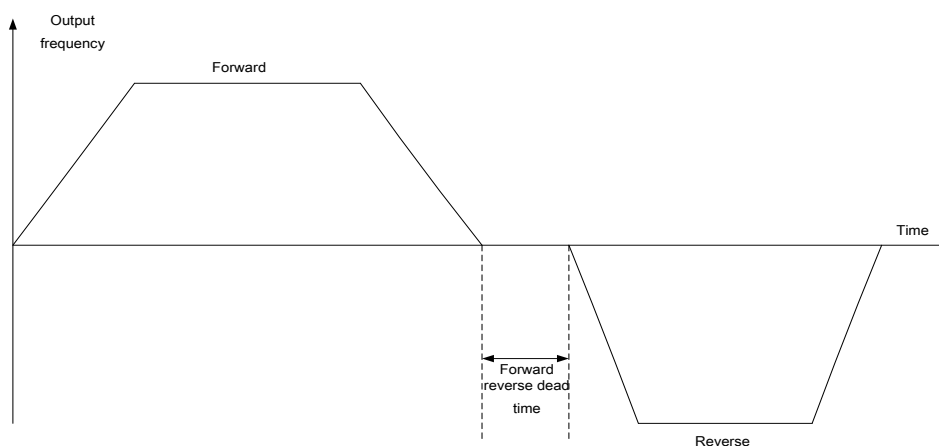 Output
frequency
Forward
Time
Forward
reverse dead
time
Reverse